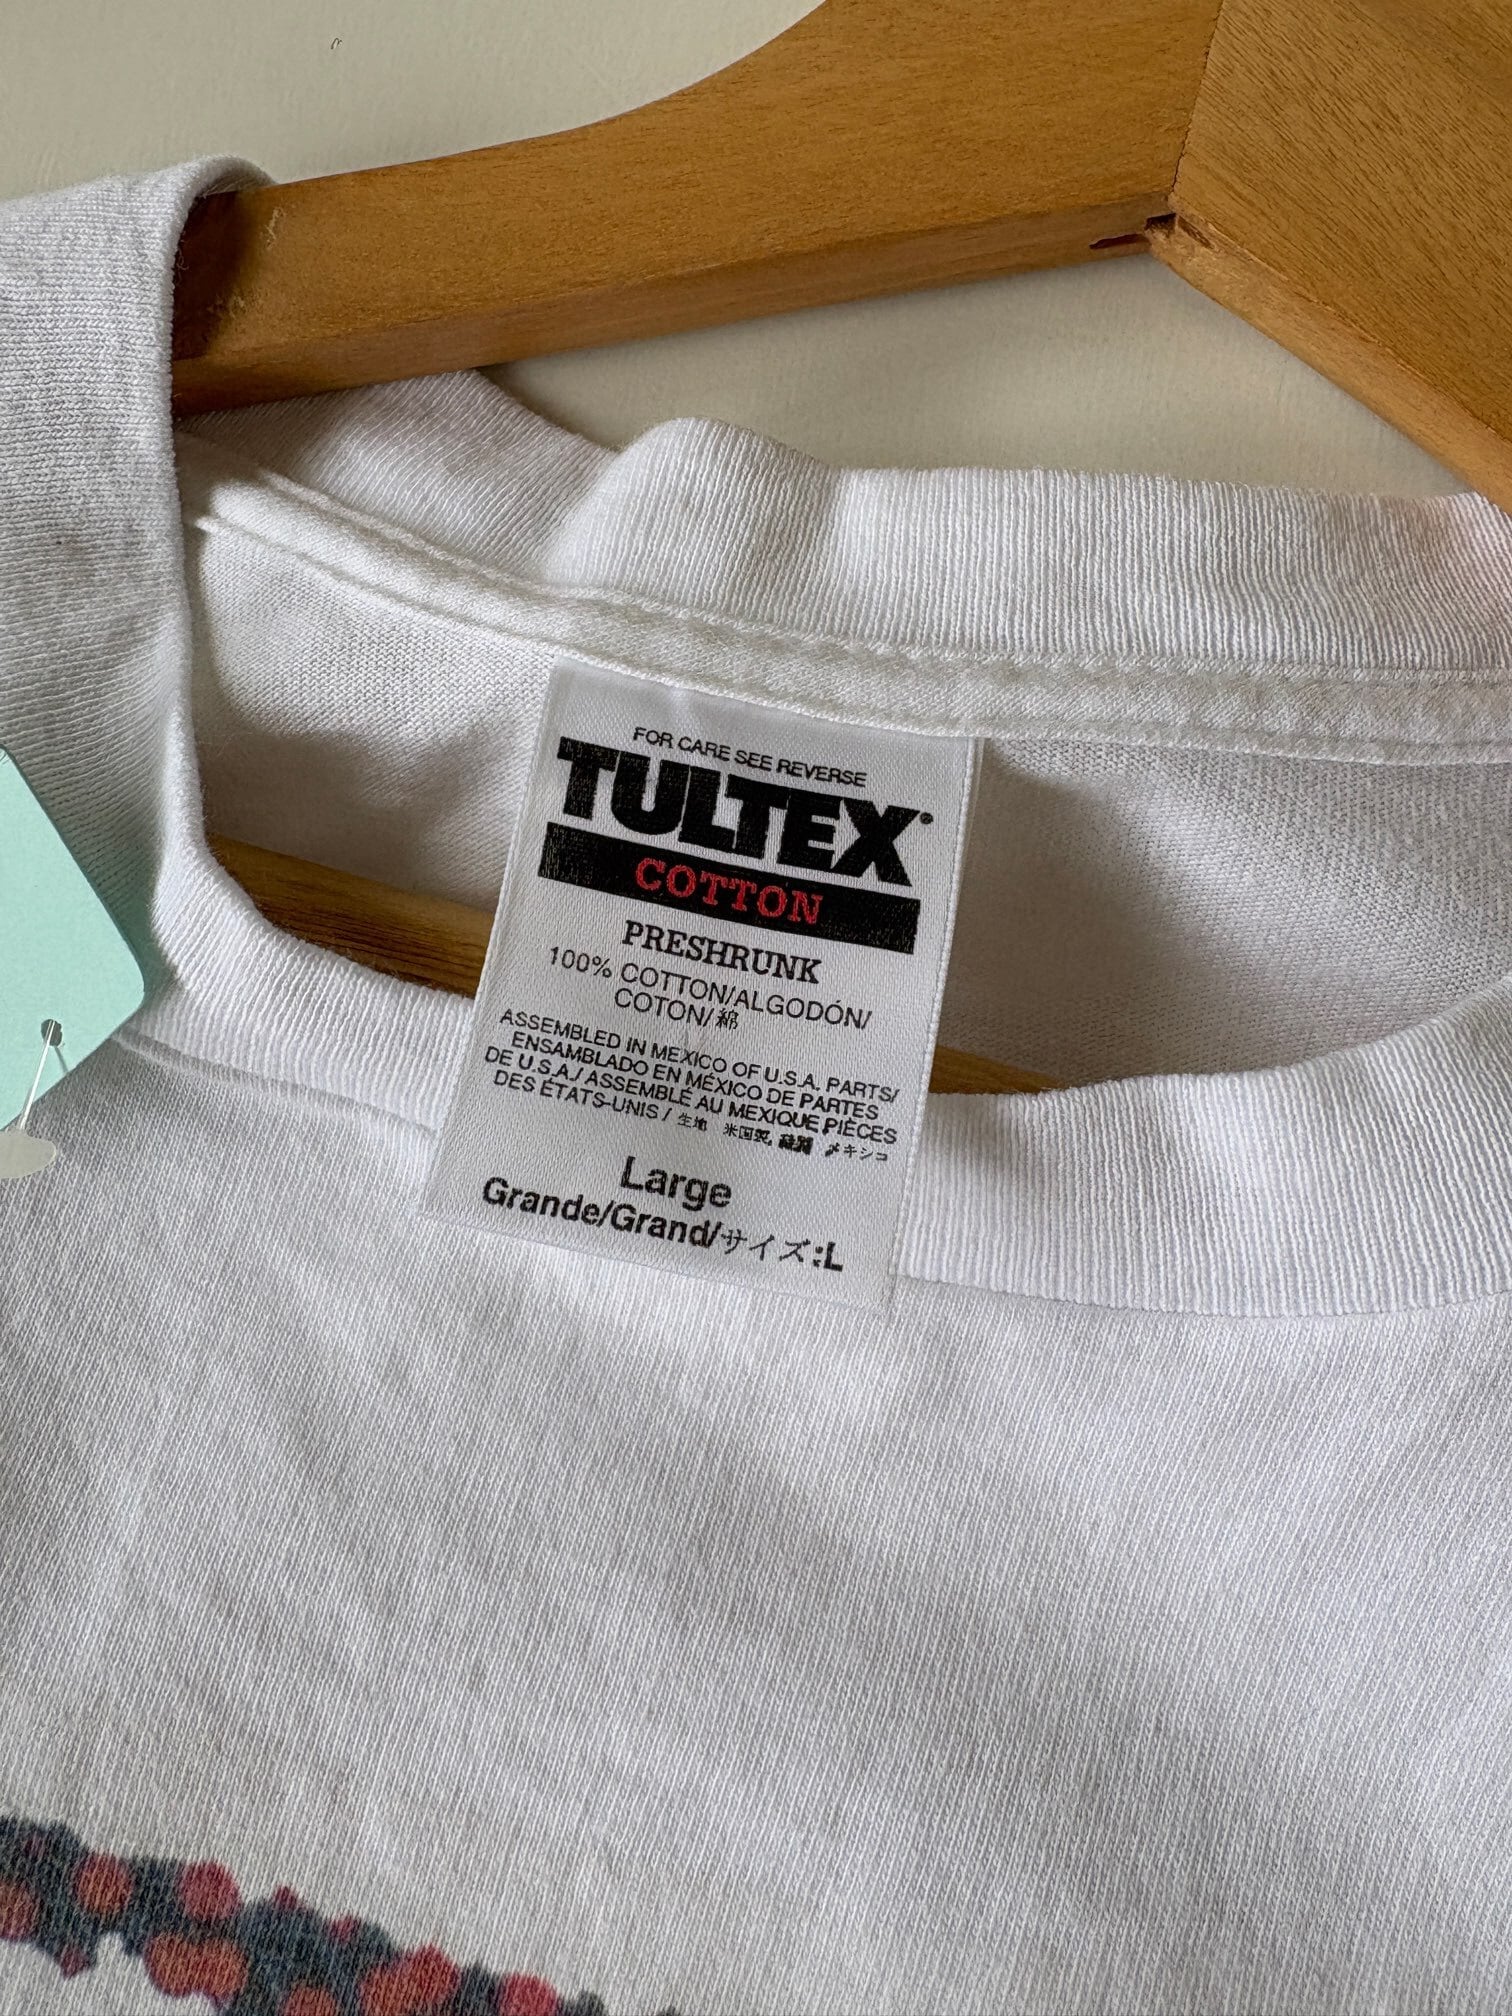 FOR CARE SEE REVERSE
TULTEX®
COTTON
PRESHRUNK
100% COTTON/ALGODÓN/
COTON/綿
ASSEMBLED IN MEXICO OF U.S.A. PARTS/
ENSAMBLADO EN MÉXICO DE PARTES
DE U.S.A./ ASSEMBLÉ AU MEXIQUE PIÈCES
DES ÉTATS-UNIS / 生地 米国製, メキシコ
Large
Grande/Grand/サイズ:L